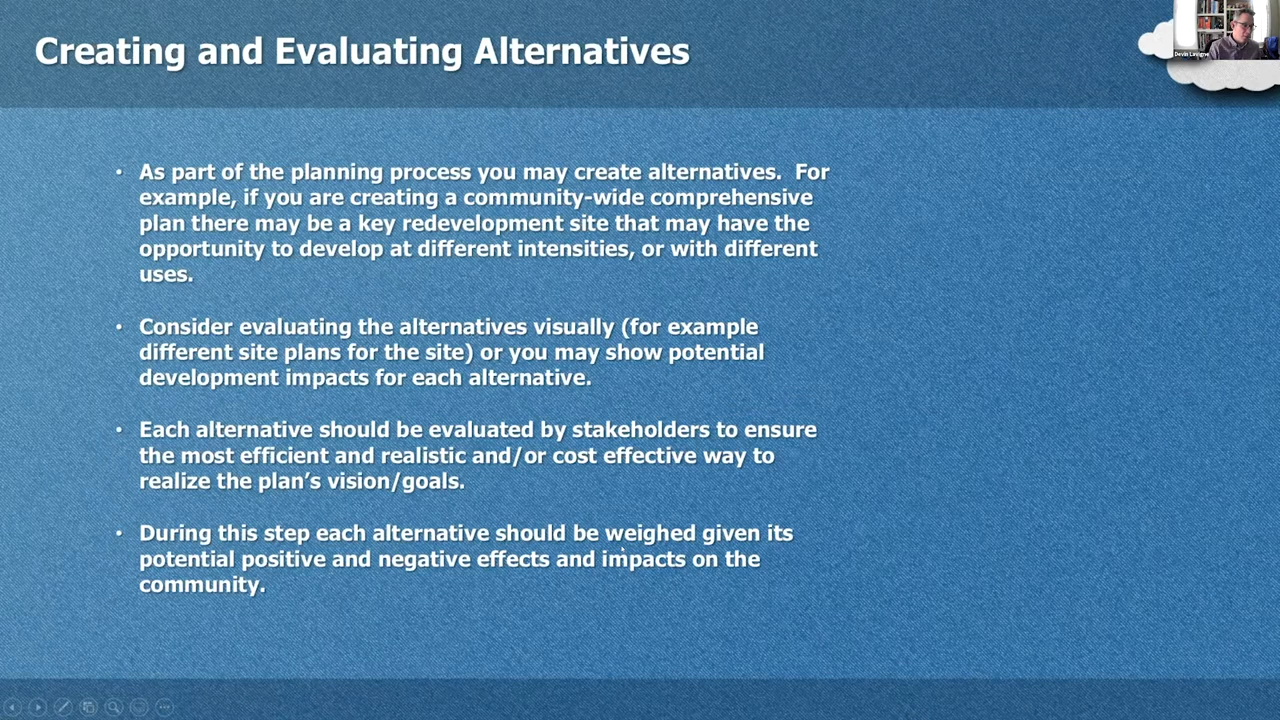 Creating and Evaluating Alternatives
Devin Lavigne
• As part of the planning process you may create alternatives.  For
example, if you are creating a community-wide comprehensive
plan there may be a key redevelopment site that may have the
opportunity to develop at different intensities, or with different
uses.
• Consider evaluating the alternatives visually (for example
different site plans for the site) or you may show potential
development impacts for each alternative.
• Each alternative should be evaluated by stakeholders to ensure
the most efficient and realistic and/or cost effective way to
realize the plan’s vision/goals.
• During this step each alternative should be weighed given its
potential positive and negative effects and impacts on the
community.